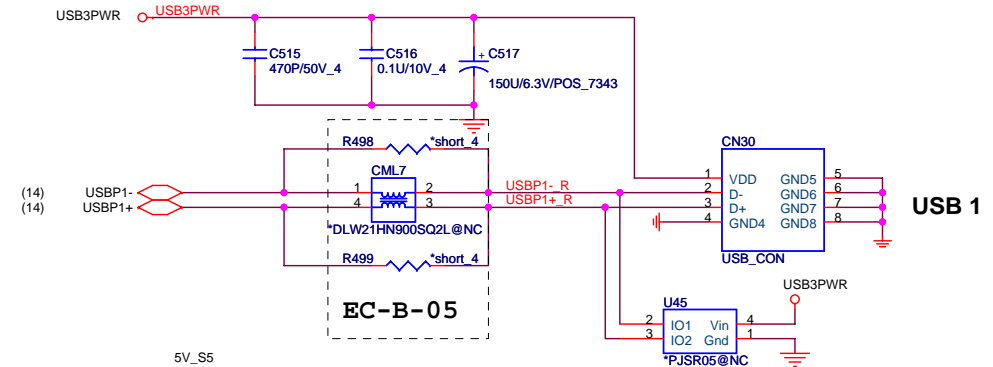 USB3PWR
USB3PWR
C515
470P/50V_4
C516
0.1U/10V_4
+
C517
150U/6.3V/POS_7343
R498
*short_4
CML7
(14)
USBP1-
1
2
USBP1-_R
(14)
USBP1+
4
3
USBP1+_R
*DLW21HN900SQ2L@NC
R499
*short_4
EC-B-05
CN30
1
VDD
GND5
5
2
D-
GND6
6
3
D+
GND7
7
4
GND4
GND8
8
USB_CON
USB 1
USB3PWR
U45
2
IO1
Vin
4
3
IO2
Gnd
1
*PJSR05@NC
5V_S5